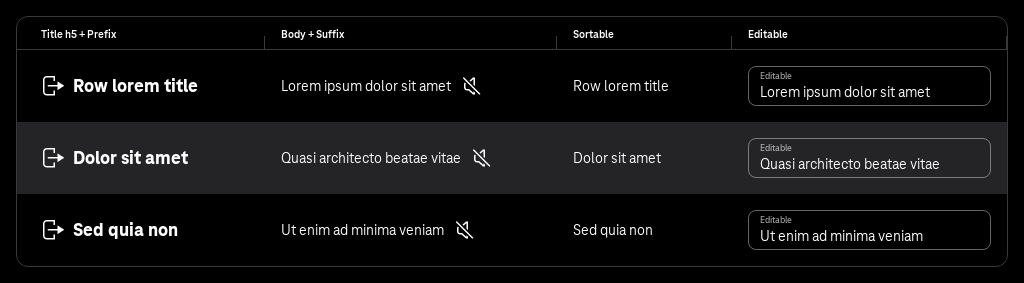 Title h5 + Prefix
Body + Suffix
Sortable
Editable
Row lorem title
Lorem ipsum dolor sit amet
Row lorem title
Editable
Lorem ipsum dolor sit amet
Dolor sit amet
Quasi architecto beatae vitae
Dolor sit amet
Editable
Quasi architecto beatae vitae
Sed quia non
Ut enim ad minima veniam
Sed quia non
Editable
Ut enim ad minima veniam